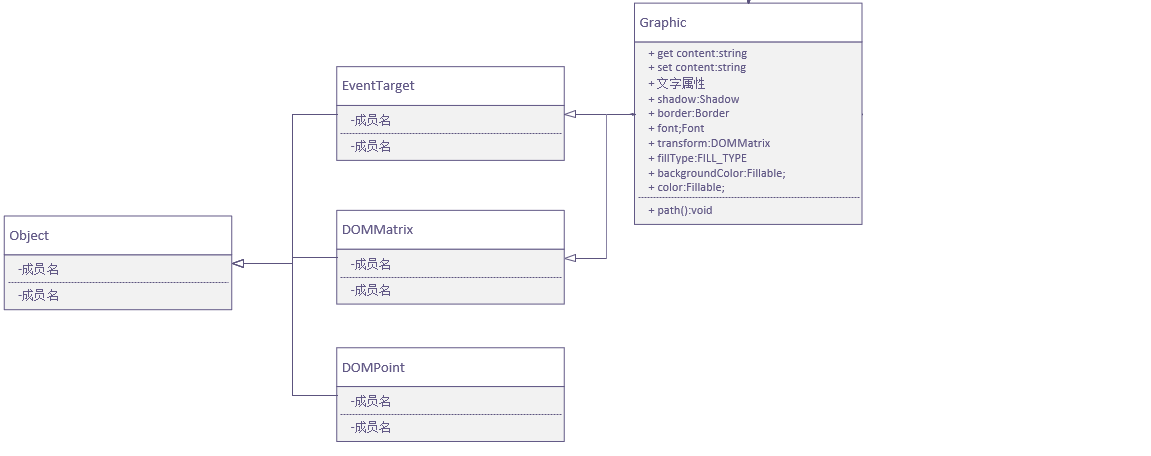 Graphic
+ get content:string
+ set content:string
+ 文字属性
+ shadow:Shadow
+ border:Border
+ font;Font
+ transform:DOMMatrix
+ fillType:FILL_TYPE
+ backgroundColor:Fillable;
+ color:Fillable;
+ path():void
EventTarget
-成员名
-成员名
DOMMatrix
-成员名
-成员名
Object
-成员名
-成员名
DOMPoint
-成员名
-成员名